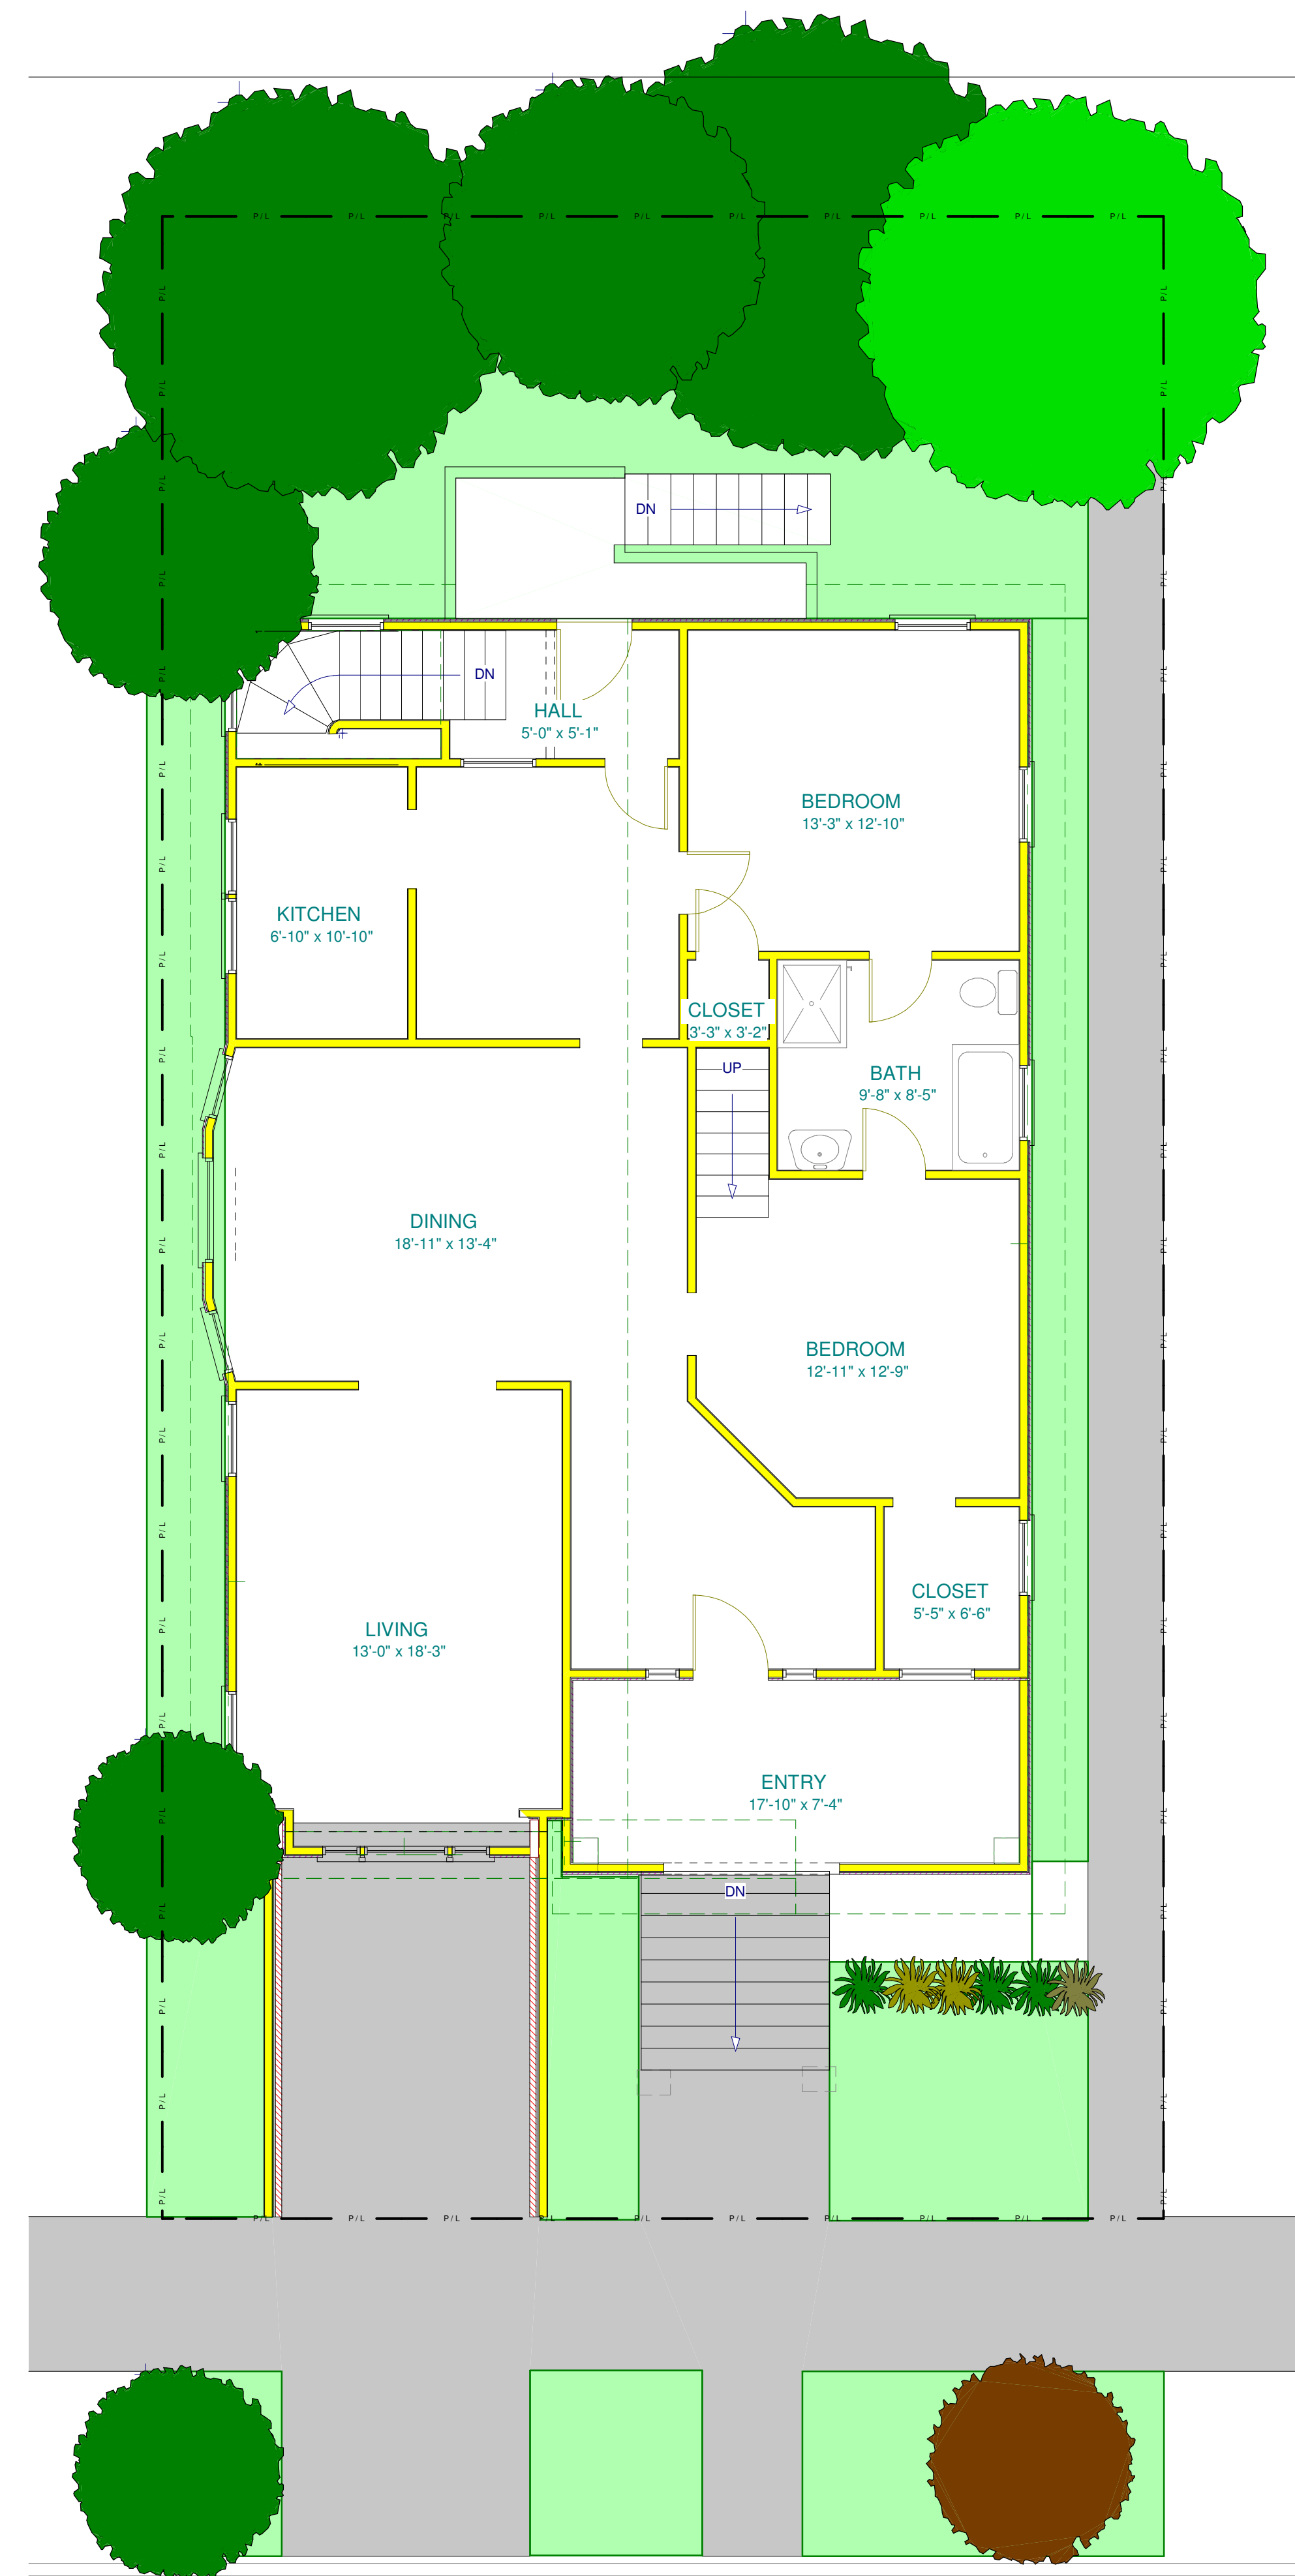 P/L P/L P/L P/L P/L P/L P/L P/L P/L P/L
P/L P/L
P/L P/L
P/L P/L
DN
P/L P/L
P/L P/L
DN
HALL
5'-0" x 5'-1"
P/L P/L
BEDROOM
13'-3" x 12'-10"
P/L P/L
KITCHEN
6'-10" x 10'-10"
P/L P/L
CLOSET
3'-3" x 3'-2"
P/L P/L
UP
BATH
9'-8" x 8'-5"
P/L P/L
DINING
18'-11" x 13'-4"
P/L P/L
P/L P/L
BEDROOM
12'-11" x 12'-9"
P/L P/L
P/L P/L
CLOSET
5'-5" x 6'-6"
P/L P/L
LIVING
13'-0" x 18'-3"
P/L P/L
ENTRY
17'-10" x 7'-4"
P/L P/L
DN
P/L P/L
P/L P/L
P/L P/L
P/L P/L
P/L P/L P/L P/L P/L P/L P/L P/L P/L P/L